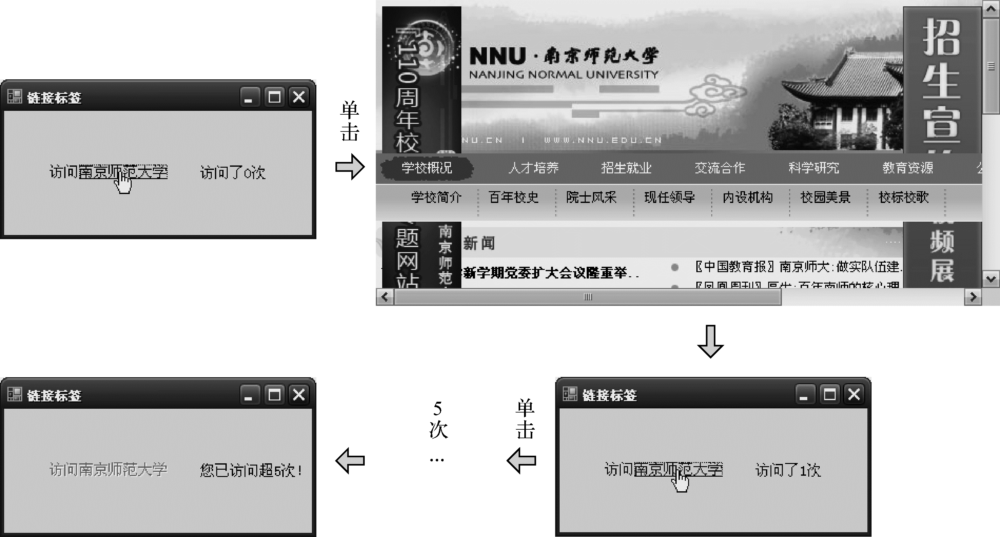 链接标签
访问南京师范大学
访问了0次
单击
110周年校
NNU·南京师范大学
NANJING NORMAL UNIVERSITY
NU.CN I WWW.NNU.EDU.CN
招生宣
学校概况 人才培养 招生就业 交流合作 科学研究 教育资源
学校简介 百年校史 院士风采 现任领导 内设机构 校园美景 校标校歌
题网站
南京师范
新闻
新学期党委扩大会议隆重举..
〖中国教育报〗南京师大:做实队伍建.
频展
链接标签
访问南京师范大学
访问了1次
单击
5次
…
链接标签
访问南京师范大学
您已访问超5次!